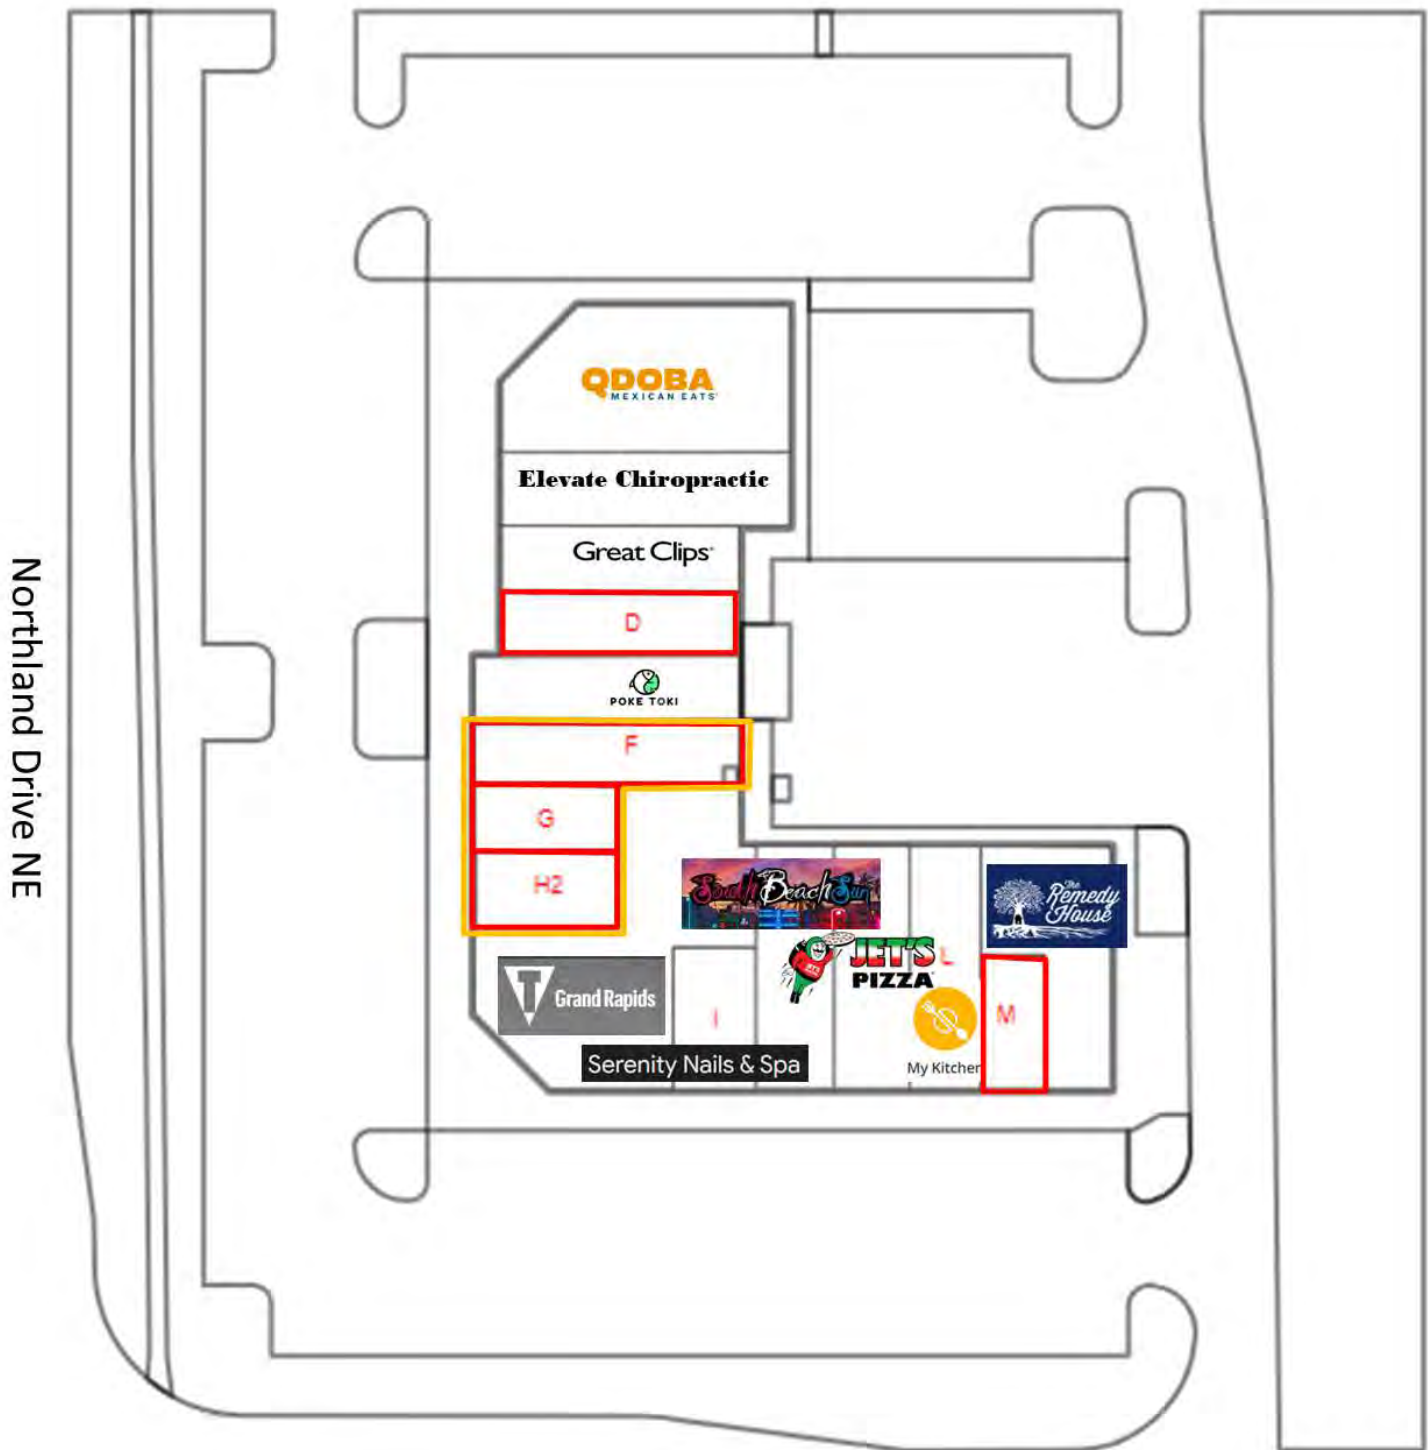 QDOBA
MEXICAN EATS
Elevate Chiropractic
Great Clips
D
POKE TOKI
F
G
H2
South Beach Sun
The
Remedy
House
JET'S
PIZZA
L
T Grand Rapids
I
M
Serenity Nails & Spa
My Kitchen
Northland Drive NE